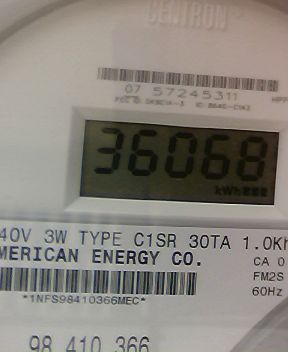 CENTRON
07 57245311
36068
kWh
40V 3W TYPE C1SR 30TA 1.0Kh
MERICAN ENERGY CO.
CA 0
FM2S
*1NFS98410366MEC*
60Hz
98 410 366